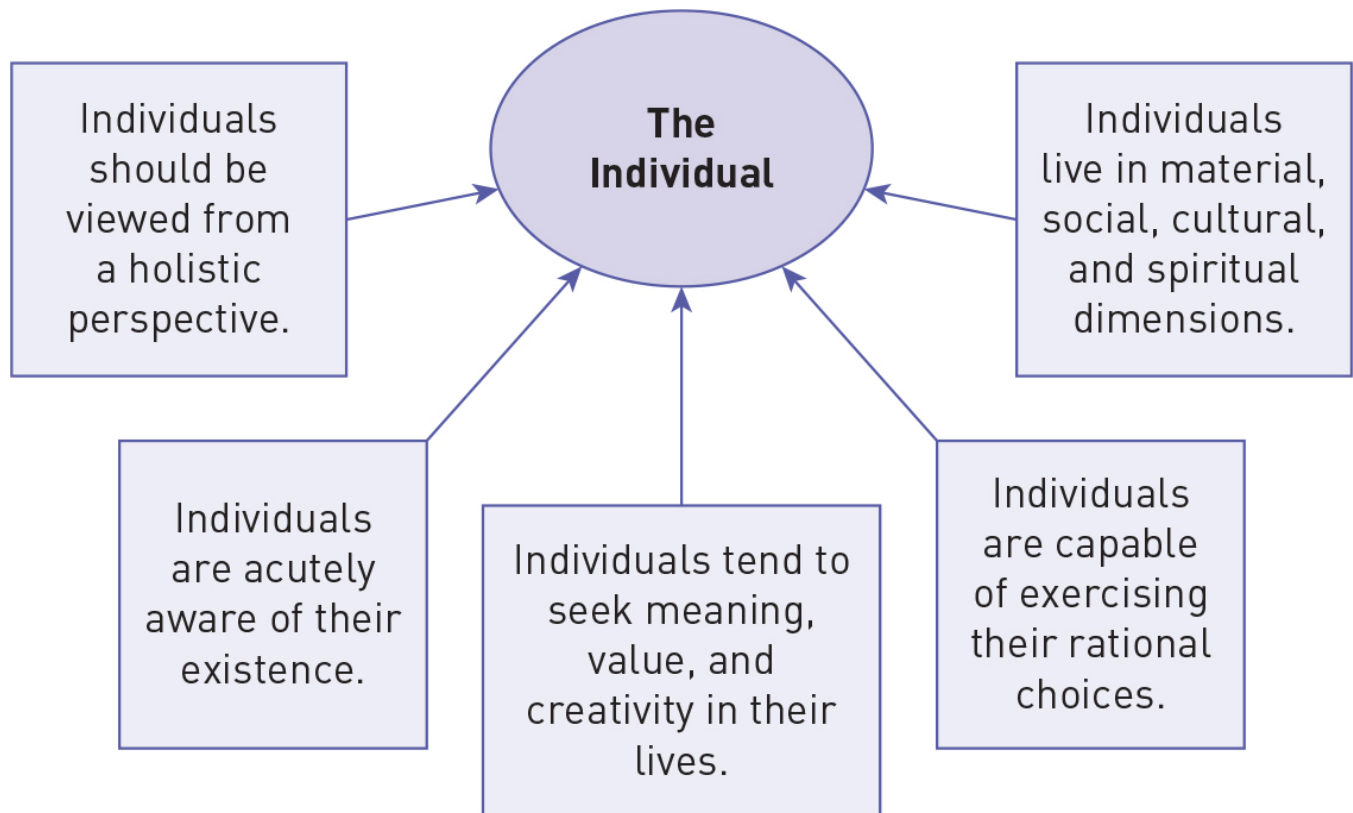 The
Individual
Individuals
should be
viewed from
a holistic
perspective.
Individuals
live in material,
social, cultural,
and spiritual
dimensions.
Individuals
are acutely
aware of their
existence.
Individuals tend to
seek meaning,
value, and
creativity in their
lives.
Individuals
are capable
of exercising
their rational
choices.